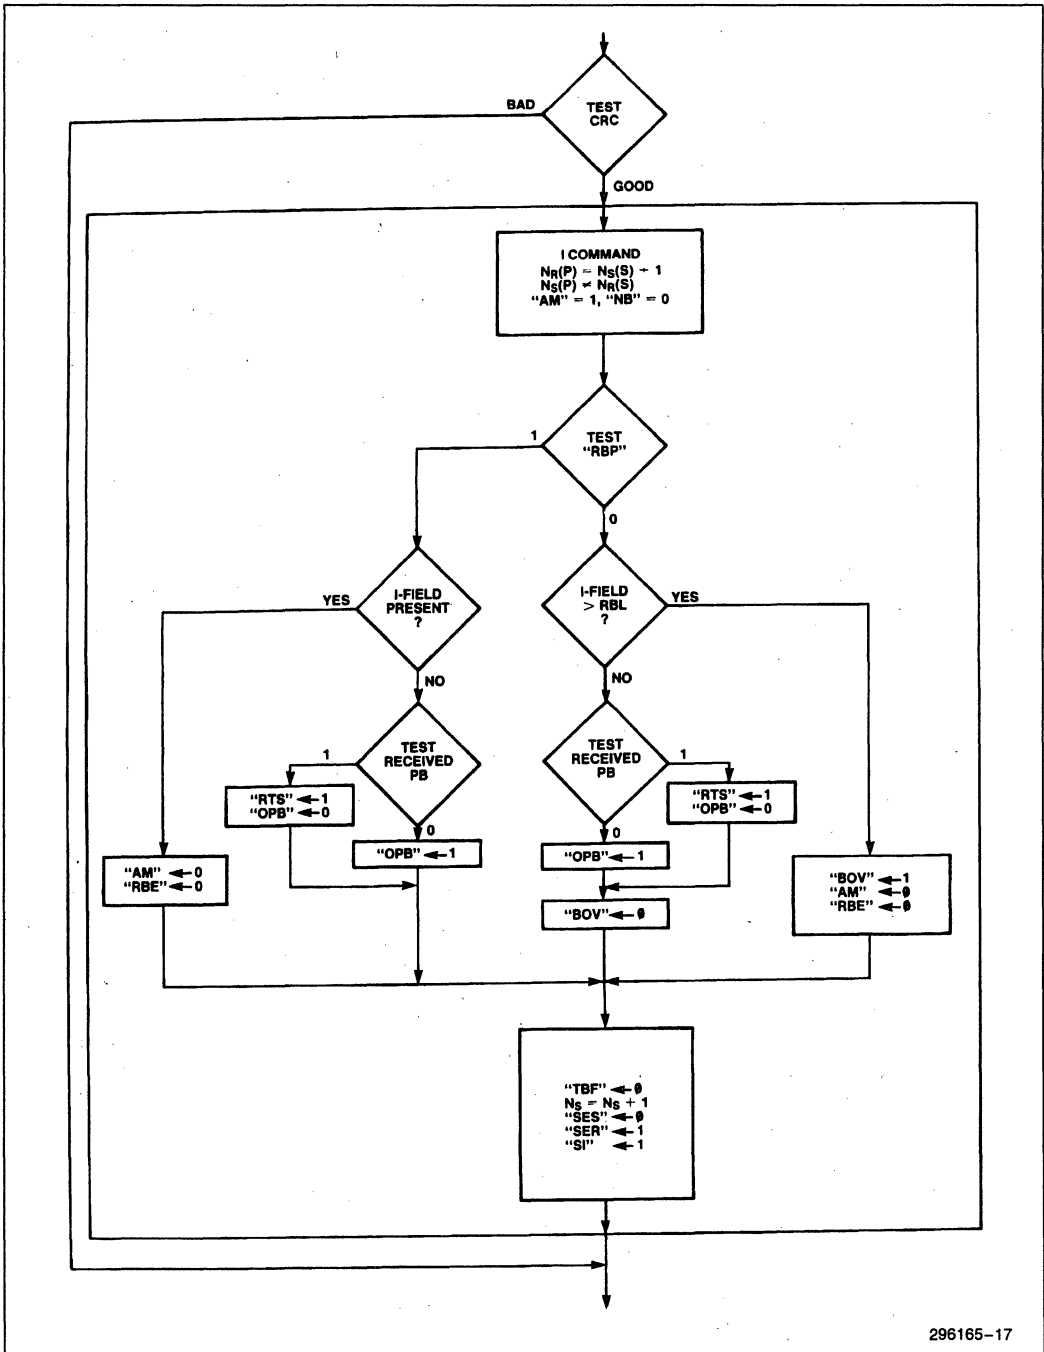 BAD
TEST
CRC
GOOD
I COMMAND
NR(P) = NS(S) + 1
NS(P) ≠ NR(S)
"AM" = 1, "NB" = 0
1
TEST
"RBP"
0
YES
I-FIELD
PRESENT
?
NO
I-FIELD
> RBL
?
YES
NO
1
TEST
RECEIVED
PB
0
TEST
RECEIVED
PB
1
0
"RTS" ← 1
"OPB" ← 0
"OPB" ← 1
"RTS" ← 1
"OPB" ← 0
"OPB" ← 1
"AM" ← 0
"RBE" ← 0
"BOV" ← 0
"BOV" ← 1
"AM" ← 0
"RBE" ← 0
"TBF" ← 0
NS = NS + 1
"SES" ← 0
"SER" ← 1
"SI" ← 1
296165–17